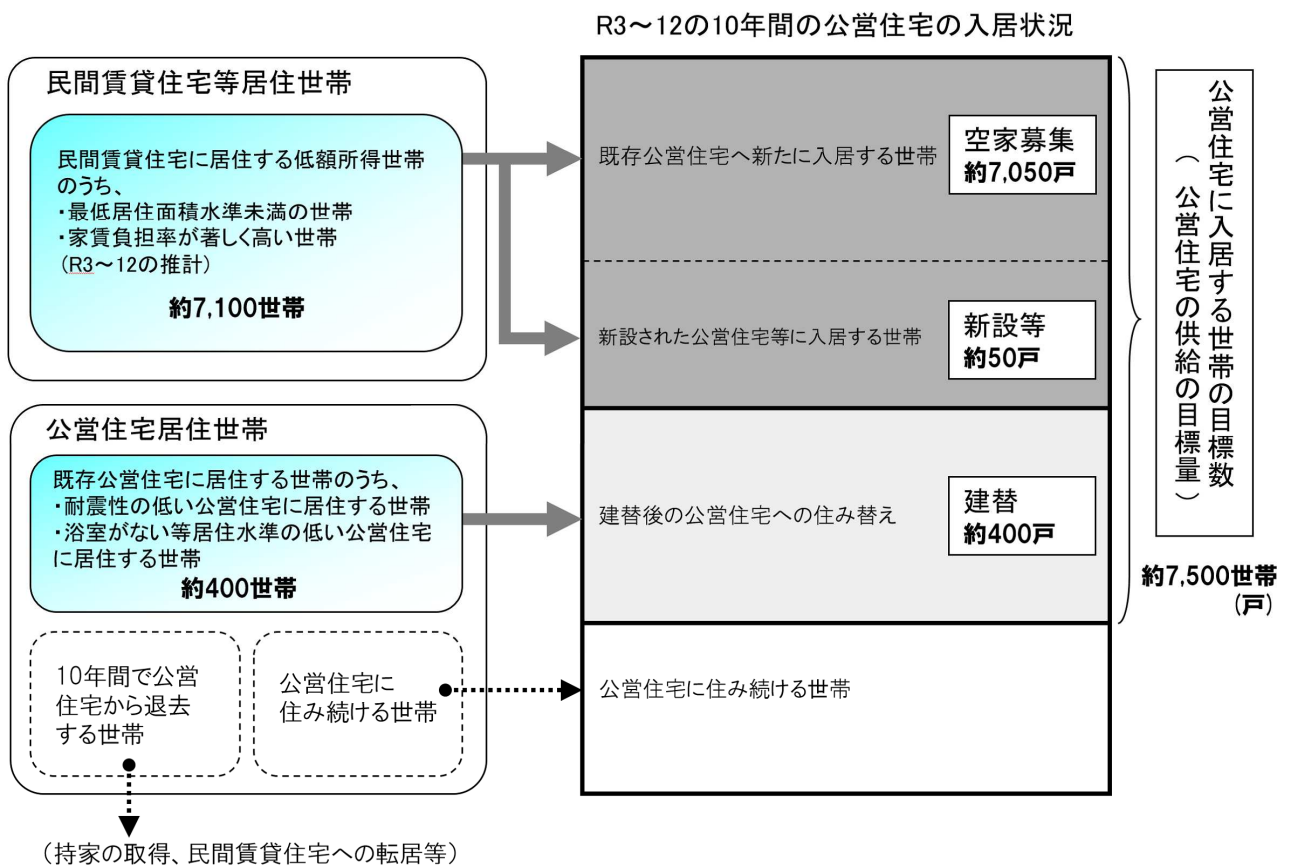 R3～12の10年間の公営住宅の入居状況
民間賃貸住宅等居住世帯
民間賃貸住宅に居住する低額所得世帯
のうち、
・最低居住面積水準未満の世帯
・家賃負担率が著しく高い世帯
（R3～12の推計）
約7,100世帯
既存公営住宅へ新たに入居する世帯
空家募集
約7,050戸
新設された公営住宅等に入居する世帯
新設等
約50戸
公営住宅居住世帯
既存公営住宅に居住する世帯のうち、
・耐震性の低い公営住宅に居住する世帯
・浴室がない等居住水準の低い公営住宅
に居住する世帯
約400世帯
建替後の公営住宅への住み替え
建替
約400戸
10年間で公営
住宅から退去
する世帯
公営住宅に
住み続ける世帯
公営住宅に住み続ける世帯
（持家の取得、民間賃貸住宅への転居等）
公営住宅に入居する世帯の目標数
（公営住宅の供給の目標量）
約7,500世帯
（戸）